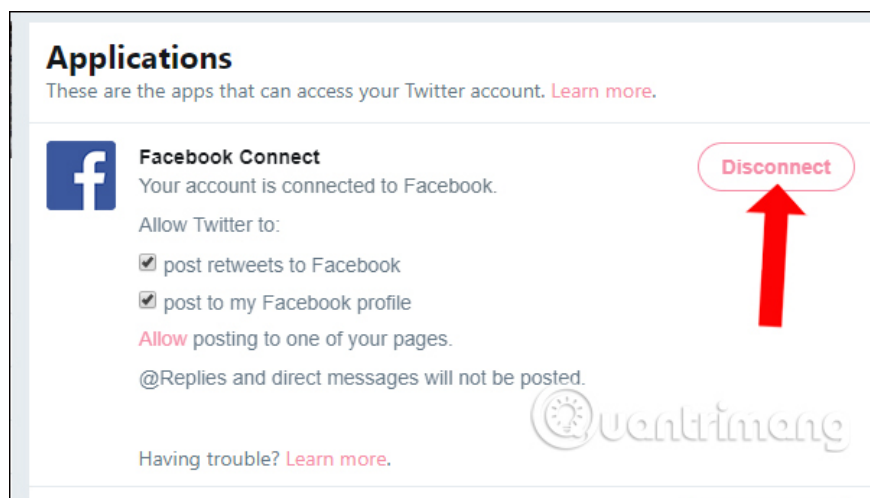 Applications
These are the apps that can access your Twitter account. Learn more.
Facebook Connect
Disconnect
Your account is connected to Facebook.
Allow Twitter to:
post retweets to Facebook
post to my Facebook profile
Allow posting to one of your pages.
@Replies and direct messages will not be posted.
Quantrimang
Having trouble? Learn more.